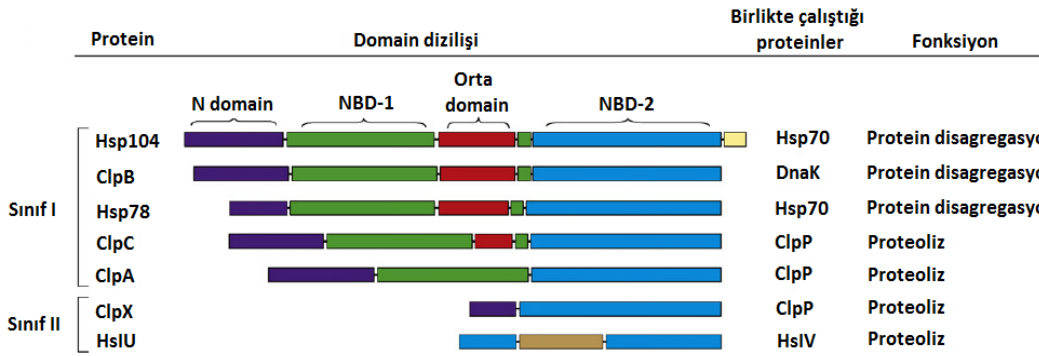 Protein Domain dizilişi Birlikte çalıştığı proteinler Fonksiyon
N domain NBD-1 Orta domain NBD-2
Sınıf I
Hsp104 Hsp70 Protein disagregasyo
ClpB DnaK Protein disagregasyo
Hsp78 Hsp70 Protein disagregasyo
ClpC ClpP Proteoliz
ClpA ClpP Proteoliz
Sınıf II
ClpX ClpP Proteoliz
HslU HslV Proteoliz